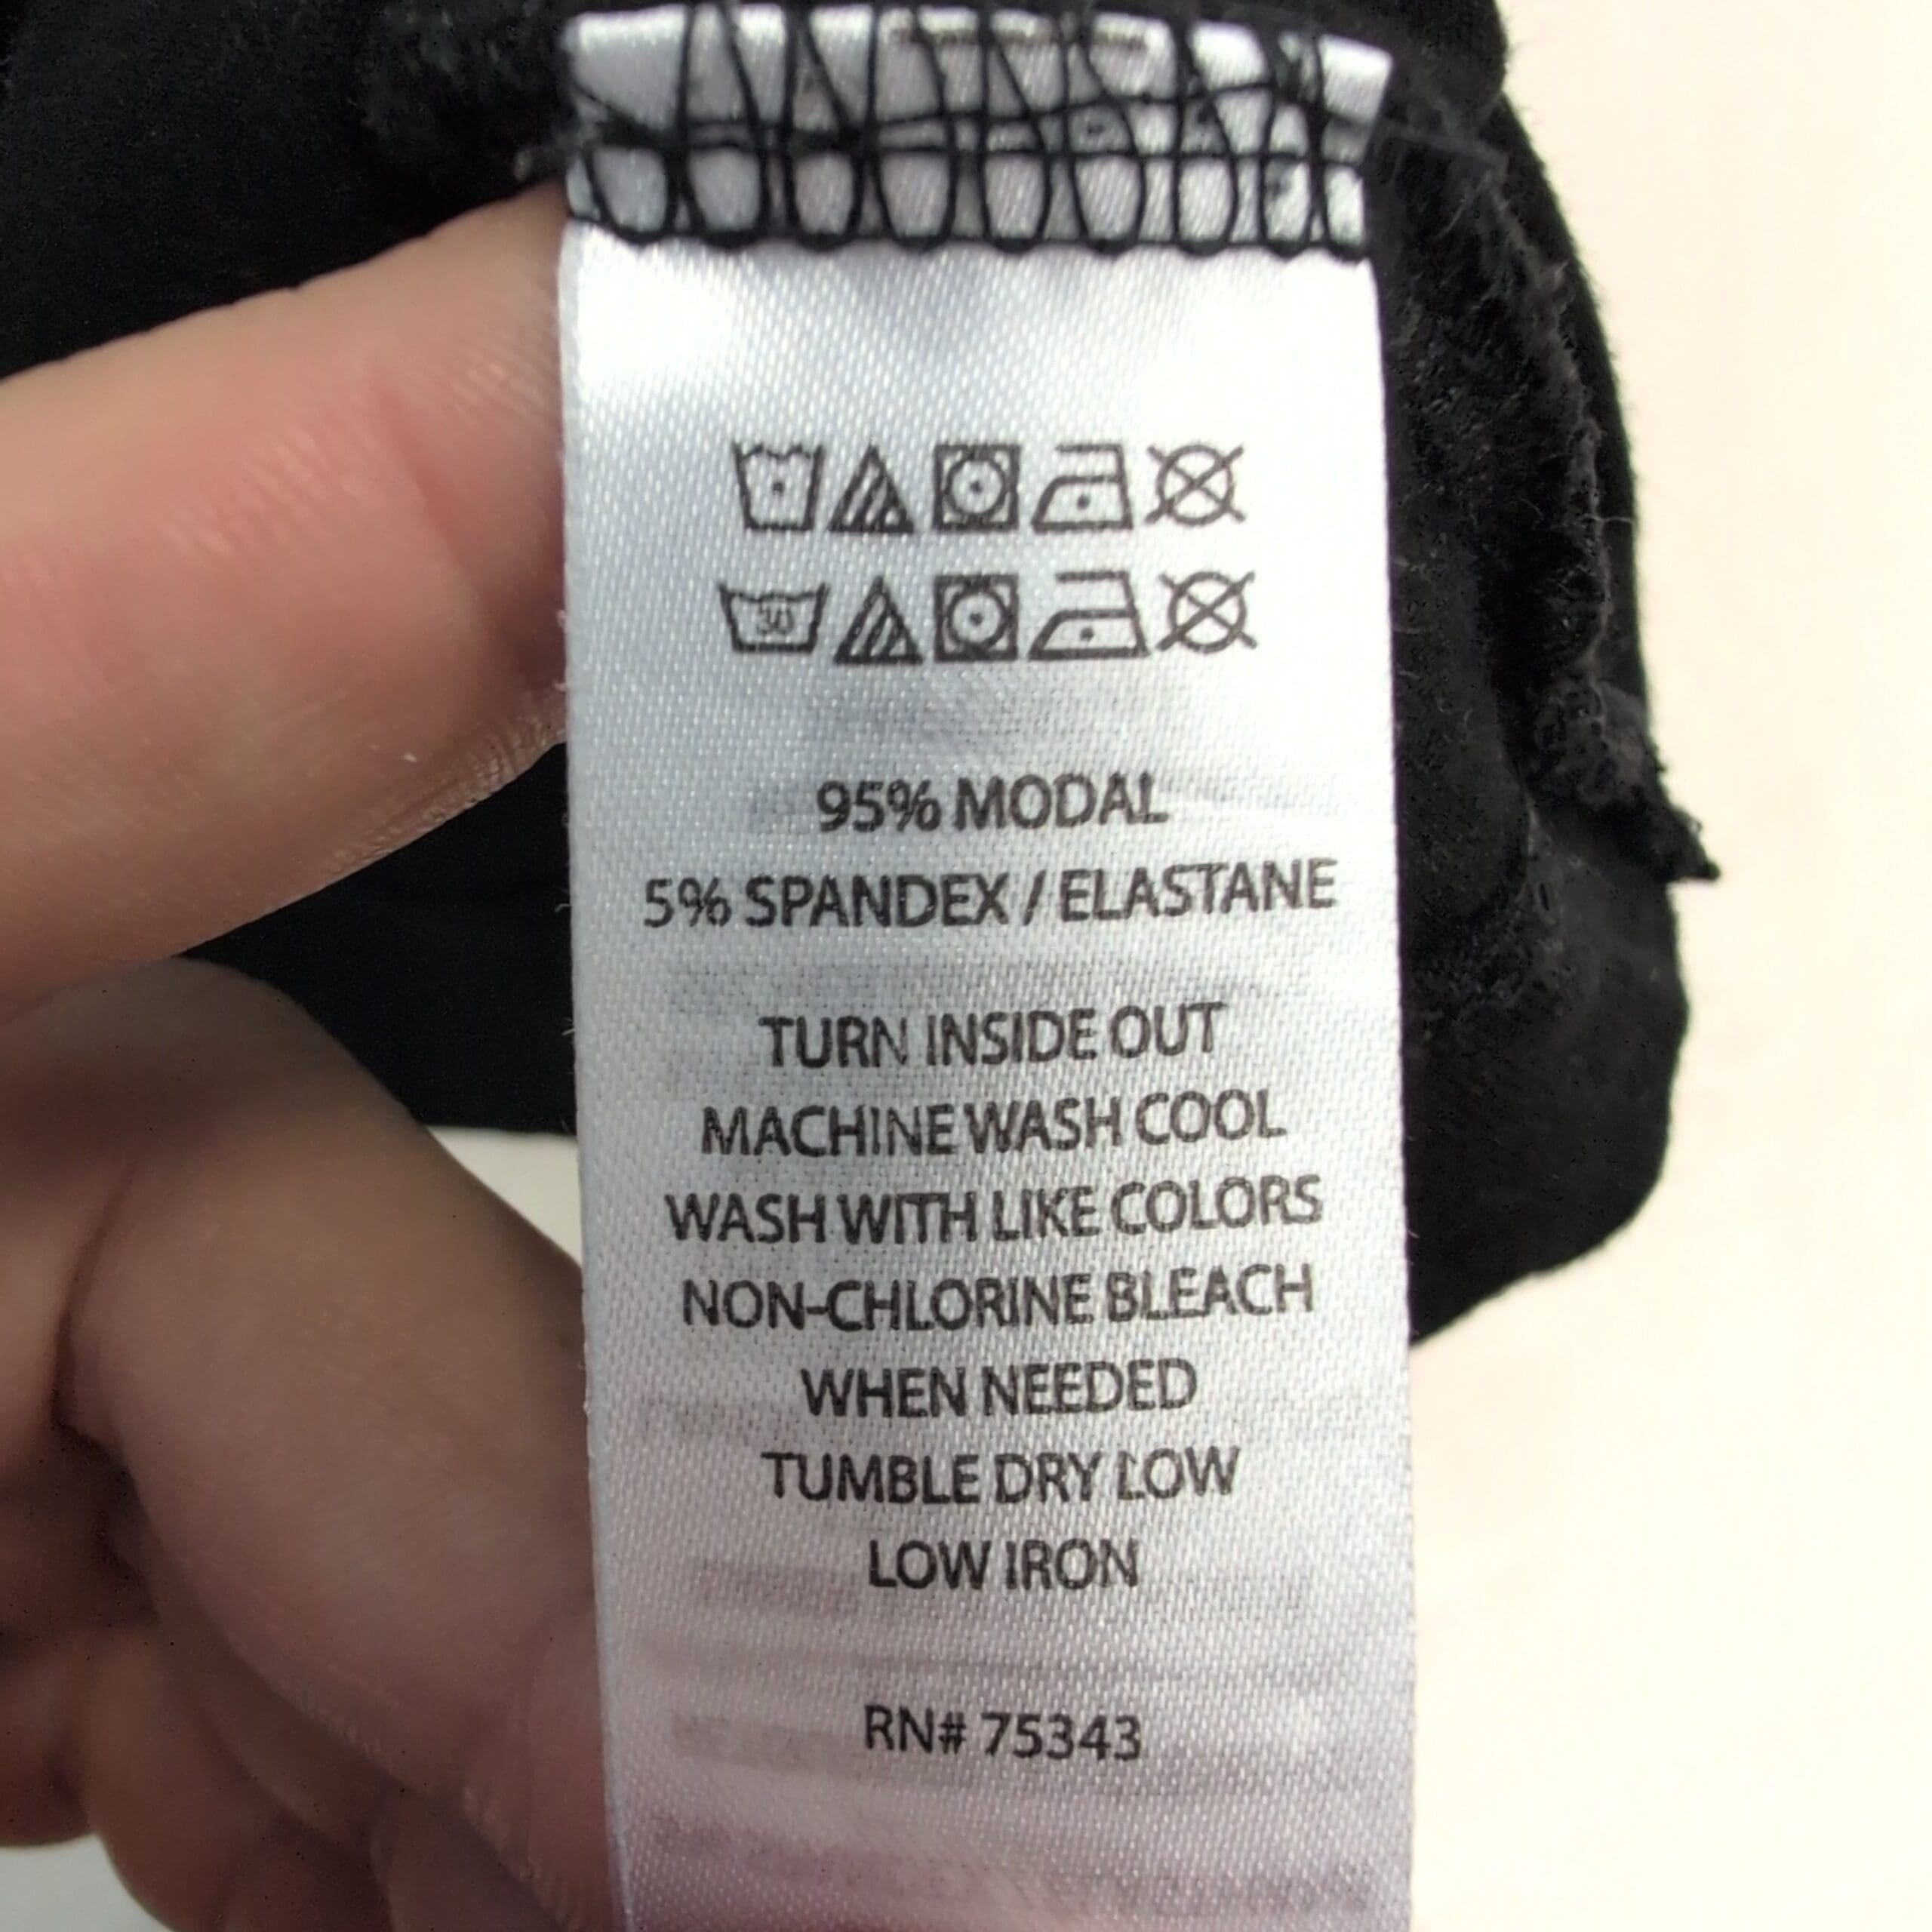 30
95% MODAL
5% SPANDEX / ELASTANE
TURN INSIDE OUT
MACHINE WASH COOL
WASH WITH LIKE COLORS
NON-CHLORINE BLEACH
WHEN NEEDED
TUMBLE DRY LOW
LOW IRON
RN# 75343